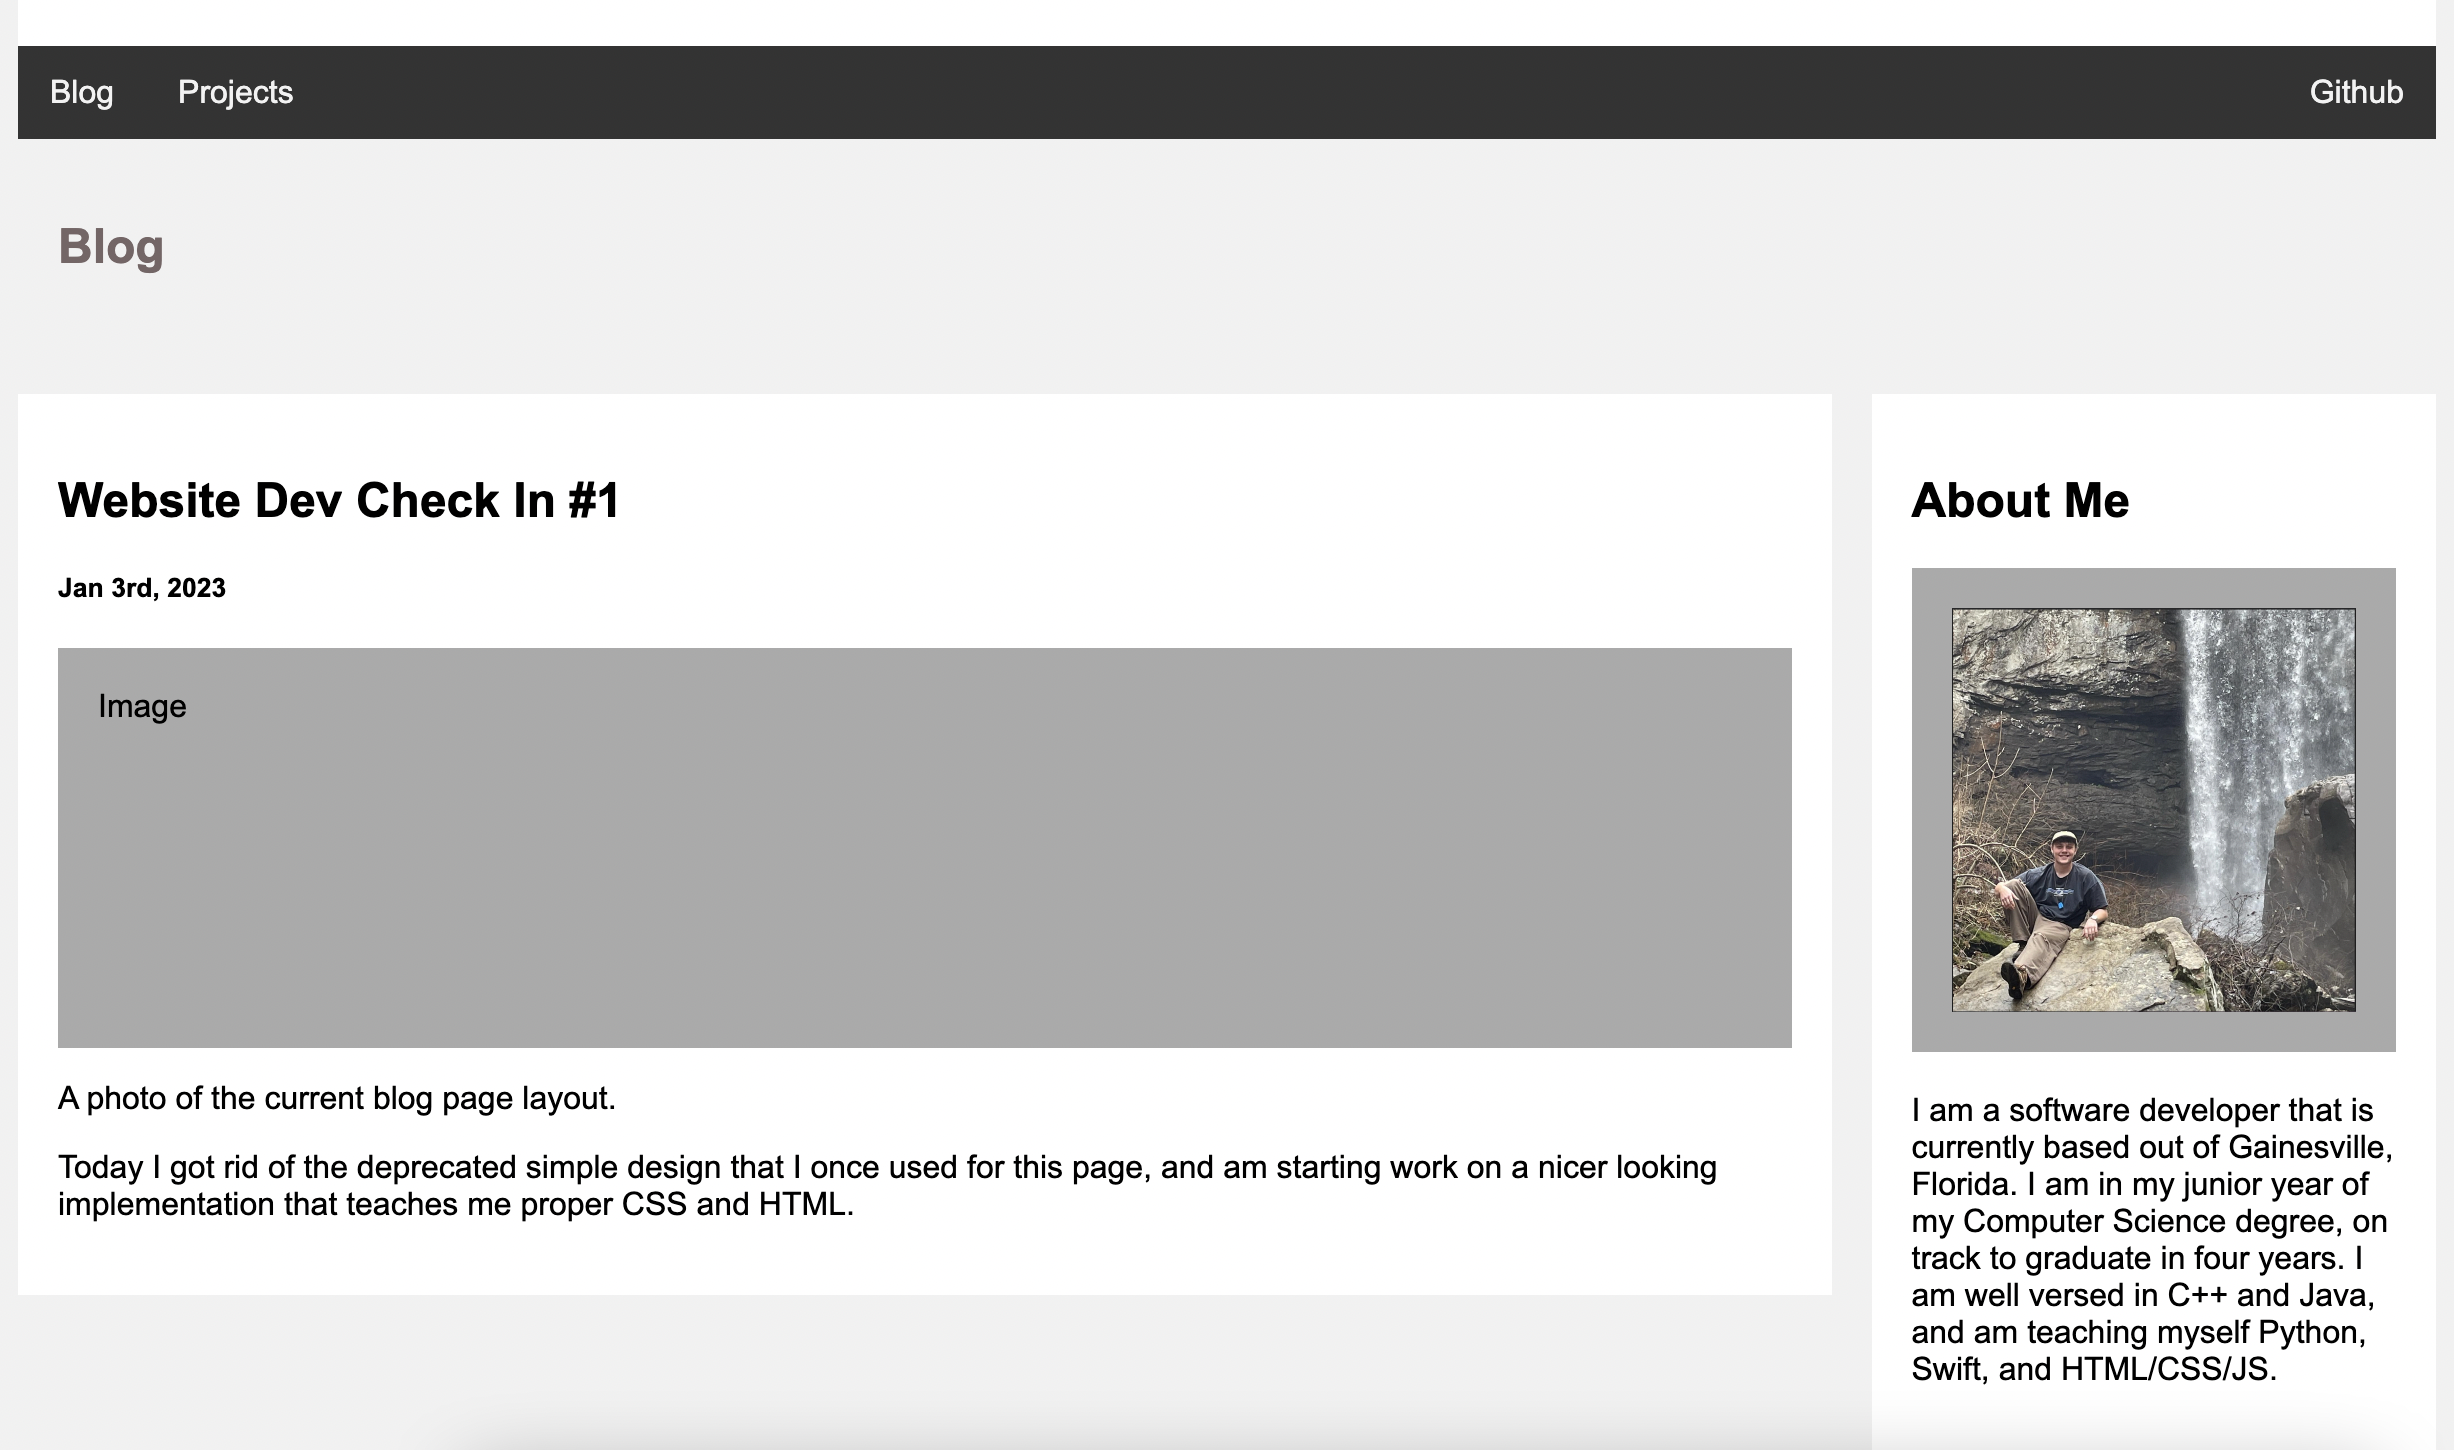 Blog Projects Github
Blog
Website Dev Check In #1
Jan 3rd, 2023
Image
A photo of the current blog page layout.
Today I got rid of the deprecated simple design that I once used for this page, and am starting work on a nicer looking
implementation that teaches me proper CSS and HTML.
About Me
I am a software developer that is
currently based out of Gainesville,
Florida. I am in my junior year of
my Computer Science degree, on
track to graduate in four years. I
am well versed in C++ and Java,
and am teaching myself Python,
Swift, and HTML/CSS/JS.